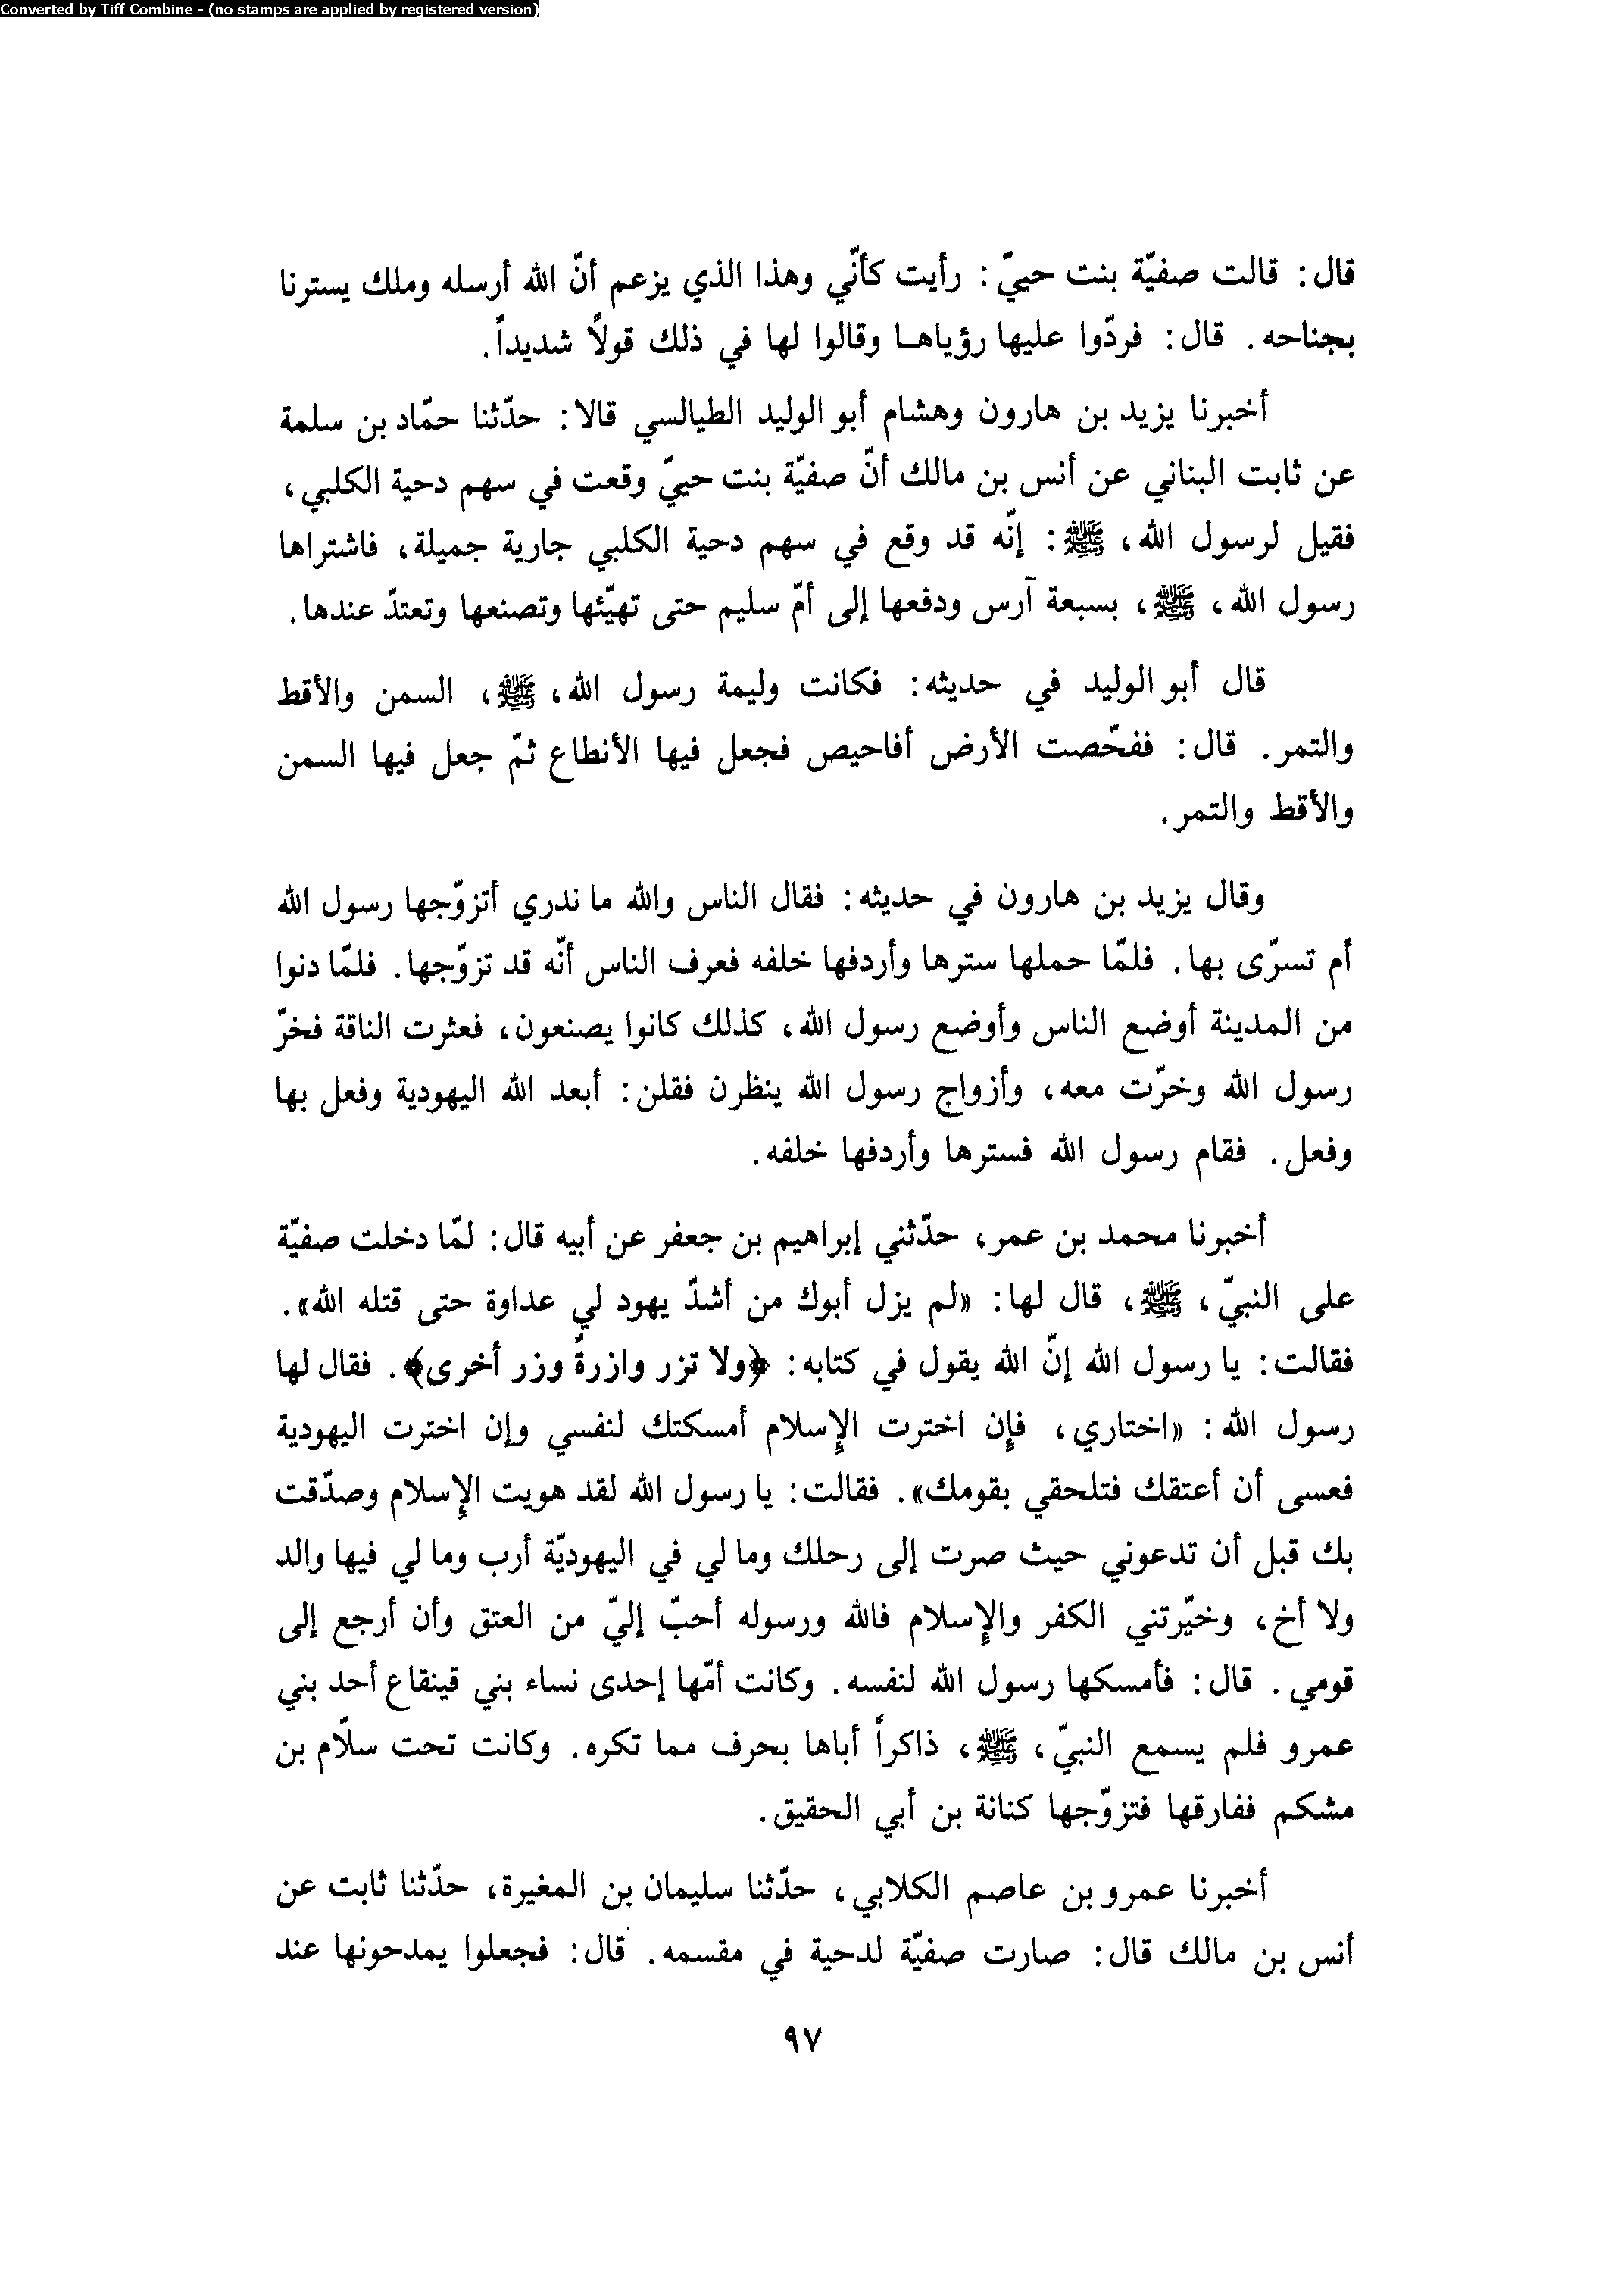 Converted by Tiff Combine - (no stamps are applied by registered version)
قال: قالت صفيّة بنت حييّ: رأيت كأنّي وهذا الذي يزعم أنّ الله أرسله وملك يسترنا
بجناحه. قال: فردّوا عليها رؤياها وقالوا لها في ذلك قولاً شديداً.
أخبرنا يزيد بن هارون وهشام أبو الوليد الطيالسي قالا: حدّثنا حمّاد بن سلمة
عن ثابت البناني عن أنس بن مالك أنّ صفيّة بنت حييّ وقعت في سهم دحية الكلبي،
فقيل لرسول الله، ﷺ: إنّه قد وقع في سهم دحية الكلبي جارية جميلة، فاشتراها
رسول الله، ﷺ، بسبعة آرس ودفعها إلى أمّ سليم حتى تهيّئها وتصنعها وتعتدّ عندها.
قال أبو الوليد في حديثه: فكانت وليمة رسول الله، ﷺ، السمن والأقط
والتمر. قال: ففحّصت الأرض أفاحيص فجعل فيها الأنطاع ثمّ جعل فيها السمن
والأقط والتمر.
وقال يزيد بن هارون في حديثه: فقال الناس والله ما ندري أتزوّجها رسول الله
أم تسرّى بها. فلمّا حملها سترها وأردفها خلفه فعرف الناس أنّه قد تزوّجها. فلمّا دنوا
من المدينة أوضع الناس وأوضع رسول الله، كذلك كانوا يصنعون، فعثرت الناقة فخرّ
رسول الله وخرّت معه، وأزواج رسول الله ينظرن فقلن: أبعد الله اليهودية وفعل بها
وفعل. فقام رسول الله فسترها وأردفها خلفه.
أخبرنا محمد بن عمر، حدّثني إبراهيم بن جعفر عن أبيه قال: لمّا دخلت صفيّة
على النبيّ، ﷺ، قال لها: «لم يزل أبوك من أشدّ يهود لي عداوة حتى قتله الله».
فقالت: يا رسول الله إنّ الله يقول في كتابه: ﴿ولا تزر وازرةً وزر أخرى﴾. فقال لها
رسول الله: «اختاري، فإن اخترت الإسلام أمسكتك لنفسي وإن اخترت اليهودية
فعسى أن أعتقك فتلحقي بقومك». فقالت: يا رسول الله لقد هويت الإسلام وصدّقت
بك قبل أن تدعوني حيث صرت إلى رحلك وما لي في اليهوديّة أرب وما لي فيها والد
ولا أخ، وخيّرتني الكفر والإسلام فالله ورسوله أحبّ إليّ من العتق وأن أرجع إلى
قومي. قال: فأمسكها رسول الله لنفسه. وكانت أمّها إحدى نساء بني قينقاع أحد بني
عمرو فلم يسمع النبيّ، ﷺ، ذاكراً أباها بحرف مما تكره. وكانت تحت سلّام بن
مشكم ففارقها فتزوّجها كنانة بن أبي الحقيق.
أخبرنا عمرو بن عاصم الكلابي، حدّثنا سليمان بن المغيرة، حدّثنا ثابت عن
أنس بن مالك قال: صارت صفيّة لدحية في مقسمه. قال: فجعلوا يمدحونها عند
٩٧